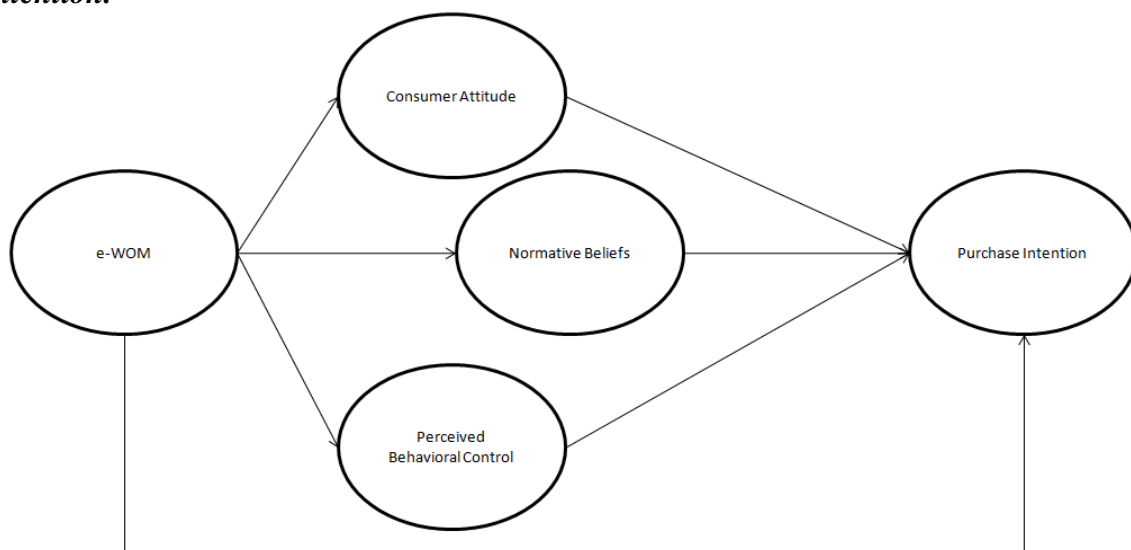 Consumer Attitude
e-WOM
Normative Beliefs
Purchase Intention
Perceived
Behavioral Control